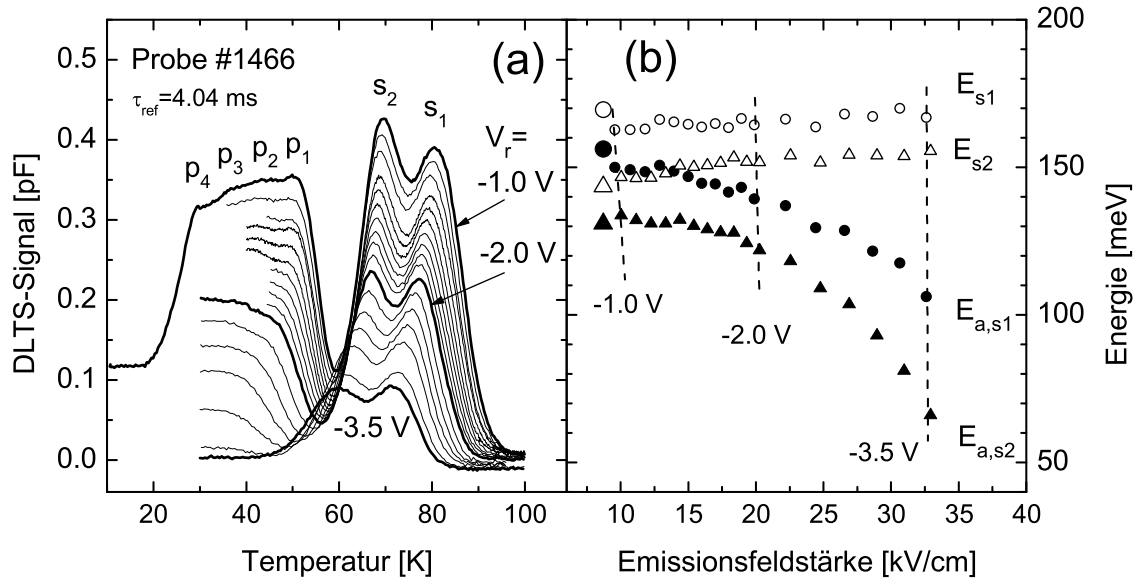 Probe #1466
τref=4.04 ms
(a)
p4
p3
p2
p1
s2
s1
Vr=
-1.0 V
-2.0 V
-3.5 V
0.5
0.4
0.3
0.2
0.1
0.0
DLTS-Signal [pF]
20
40
60
80
100
Temperatur [K]
(b)
Es1
Es2
Ea,s1
Ea,s2
-1.0 V
-2.0 V
-3.5 V
200
150
100
50
Energie [meV]
10
15
20
25
30
35
40
Emissionsfeldstärke [kV/cm]